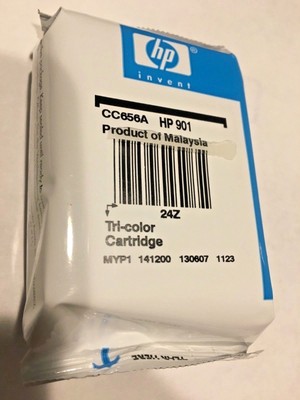 hp
invent
CC656A HP 901
Product of Malaysia
24Z
Tri-color
Cartridge
MYP1 141200 130607 1123